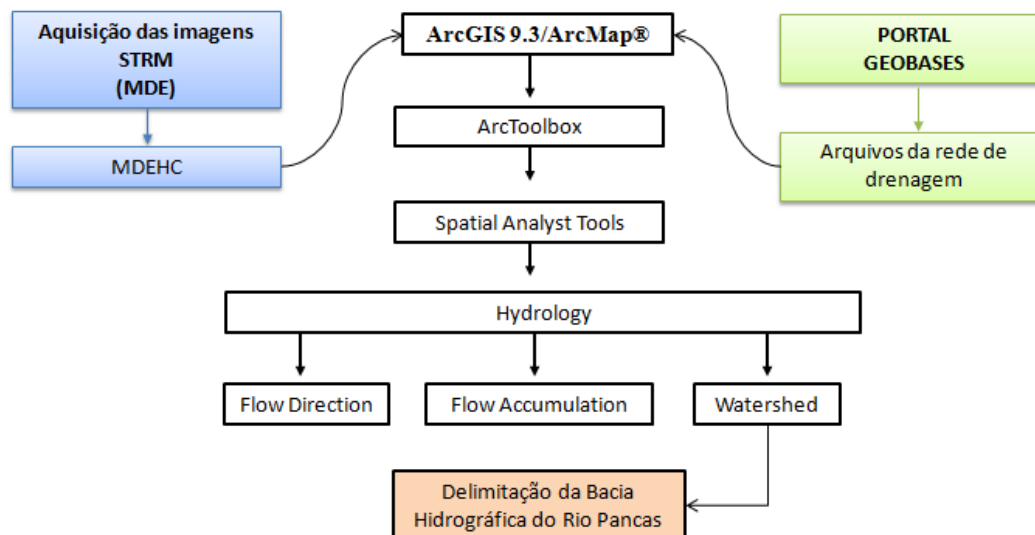 Aquisição das imagens
STRM
(MDE)
MDEHC
ArcGIS 9.3/ArcMap®
PORTAL
GEOBASES
Arquivos da rede de
drenagem
ArcToolbox
Spatial Analyst Tools
Hydrology
Flow Direction
Flow Accumulation
Watershed
Delimitação da Bacia
Hidrográfica do Rio Pancas